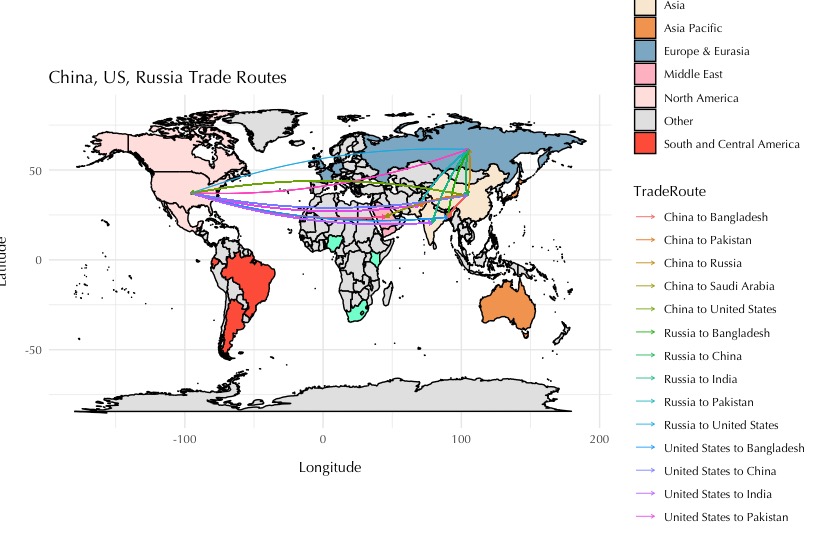 Asia
Asia Pacific
Europe & Eurasia
Middle East
North America
Other
South and Central America
China, US, Russia Trade Routes
50
0
-50
-100
0
100
200
Longitude
Latitude
TradeRoute
China to Bangladesh
China to Pakistan
China to Russia
China to Saudi Arabia
China to United States
Russia to Bangladesh
Russia to China
Russia to India
Russia to Pakistan
Russia to United States
United States to Bangladesh
United States to China
United States to India
United States to Pakistan